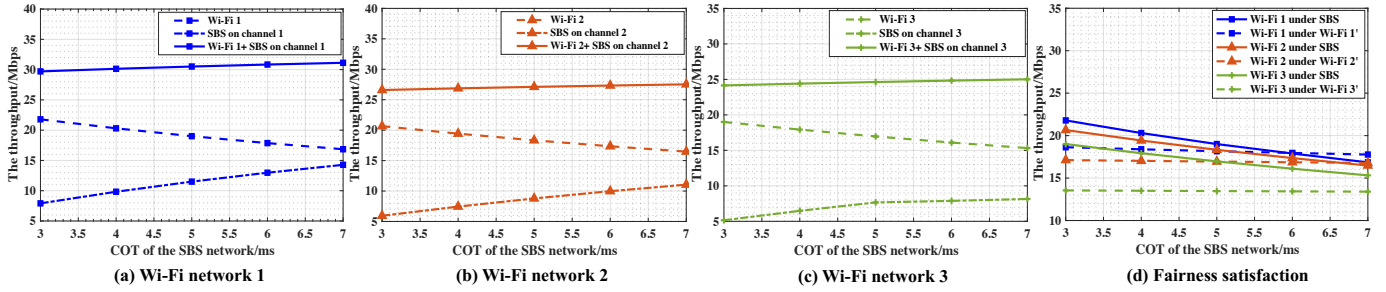 The throughput/Mbps
40
35
30
25
20
15
10
5
3
3.5
4
4.5
5
5.5
6
6.5
7
COT of the SBS network/ms
Wi-Fi 1
SBS on channel 1
Wi-Fi 1+ SBS on channel 1
(a) Wi-Fi network 1
The throughput/Mbps
40
35
30
25
20
15
10
5
3
3.5
4
4.5
5
5.5
6
6.5
7
COT of the SBS network/ms
Wi-Fi 2
SBS on channel 2
Wi-Fi 2+ SBS on channel 2
(b) Wi-Fi network 2
The throughput/Mbps
35
30
25
20
15
10
5
3
3.5
4
4.5
5
5.5
6
6.5
7
COT of the SBS network/ms
Wi-Fi 3
SBS on channel 3
Wi-Fi 3+ SBS on channel 3
(c) Wi-Fi network 3
The throughput/Mbps
35
30
25
20
15
10
3
3.5
4
4.5
5
5.5
6
6.5
7
COT of the SBS network/ms
Wi-Fi 1 under SBS
Wi-Fi 1 under Wi-Fi 1'
Wi-Fi 2 under SBS
Wi-Fi 2 under Wi-Fi 2'
Wi-Fi 3 under SBS
Wi-Fi 3 under Wi-Fi 3'
(d) Fairness satisfaction